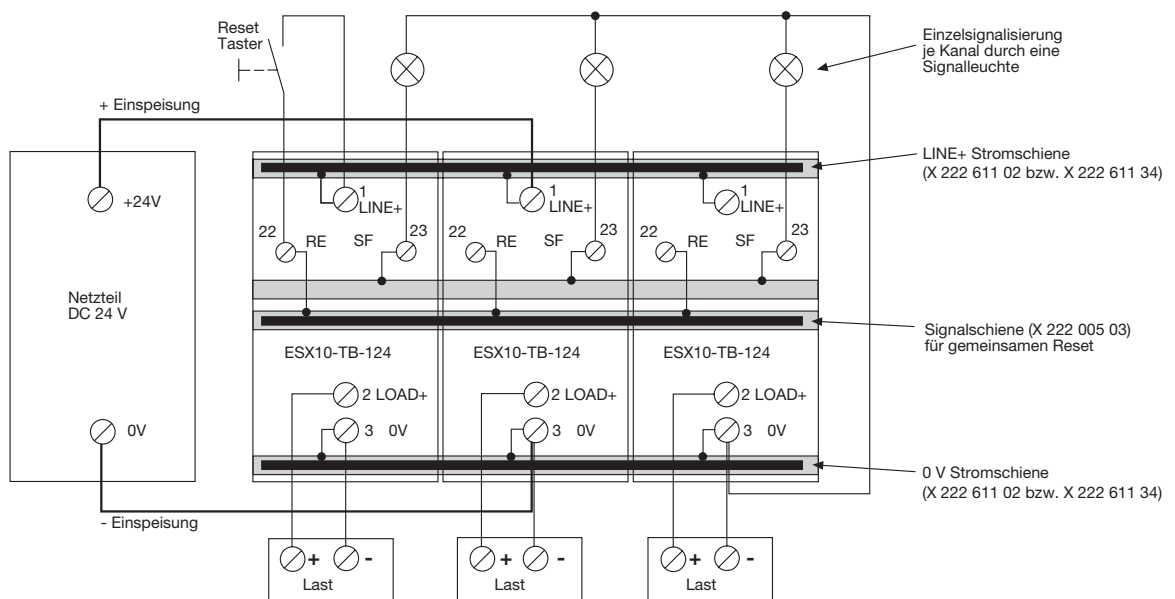 Reset
Taster
Einzelsignalisierung
je Kanal durch eine
Signalleuchte
+ Einspeisung
LINE+ Stromschiene
(X 222 611 02 bzw. X 222 611 34)
+24V
1
LINE+
1
LINE+
1
LINE+
22
RE
SF
23
22
RE
SF
23
22
RE
SF
23
Netzteil
DC 24 V
Signalschiene (X 222 005 03)
für gemeinsamen Reset
ESX10-TB-124
ESX10-TB-124
ESX10-TB-124
2 LOAD+
2 LOAD+
2 LOAD+
0V
3 0V
3 0V
3 0V
0 V Stromschiene
(X 222 611 02 bzw. X 222 611 34)
- Einspeisung
+ -
Last
+ -
Last
+ -
Last